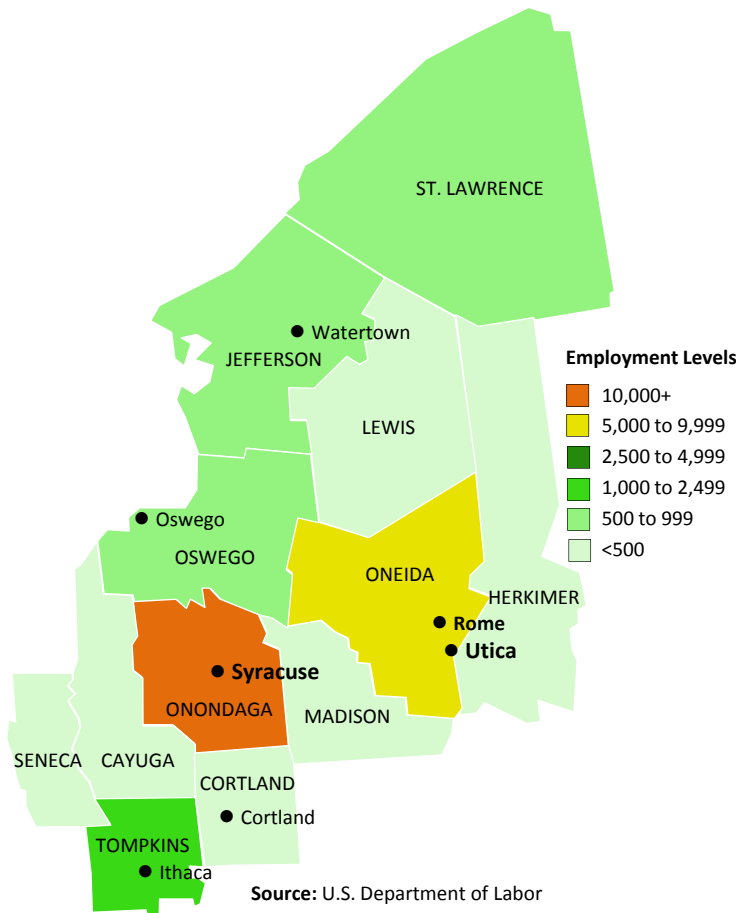 ST. LAWRENCE
Watertown
JEFFERSON
Employment Levels
10,000+
5,000 to 9,999
2,500 to 4,999
1,000 to 2,499
500 to 999
<500
LEWIS
Oswego
OSWEGO
ONEIDA
HERKIMER
Rome
Utica
Syracuse
ONONDAGA
MADISON
SENECA
CAYUGA
CORTLAND
Cortland
TOMPKINS
Ithaca
Source: U.S. Department of Labor